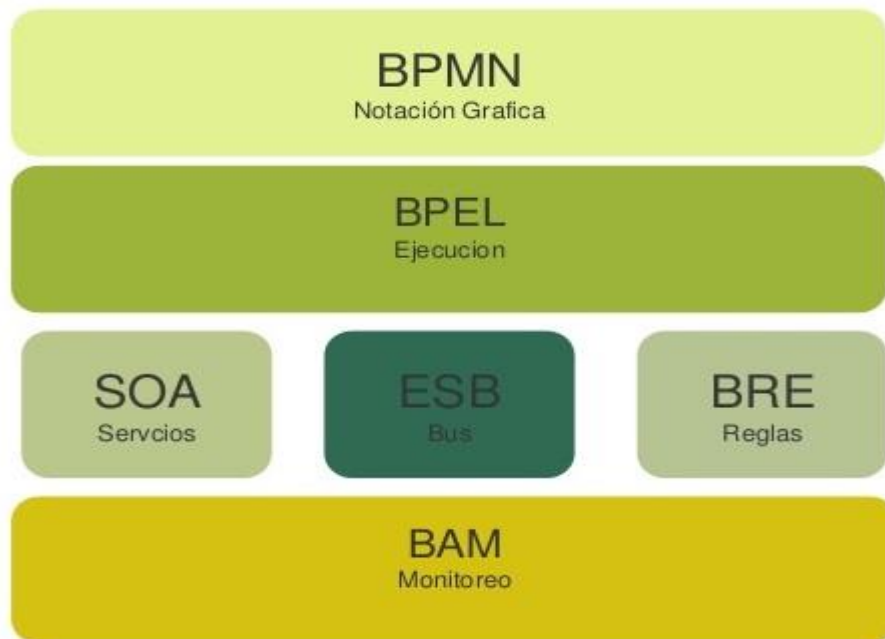 BPMN
Notación Grafica
BPEL
Ejecucion
SOA
Servcios
ESB
Bus
BRE
Reglas
BAM
Monitoreo